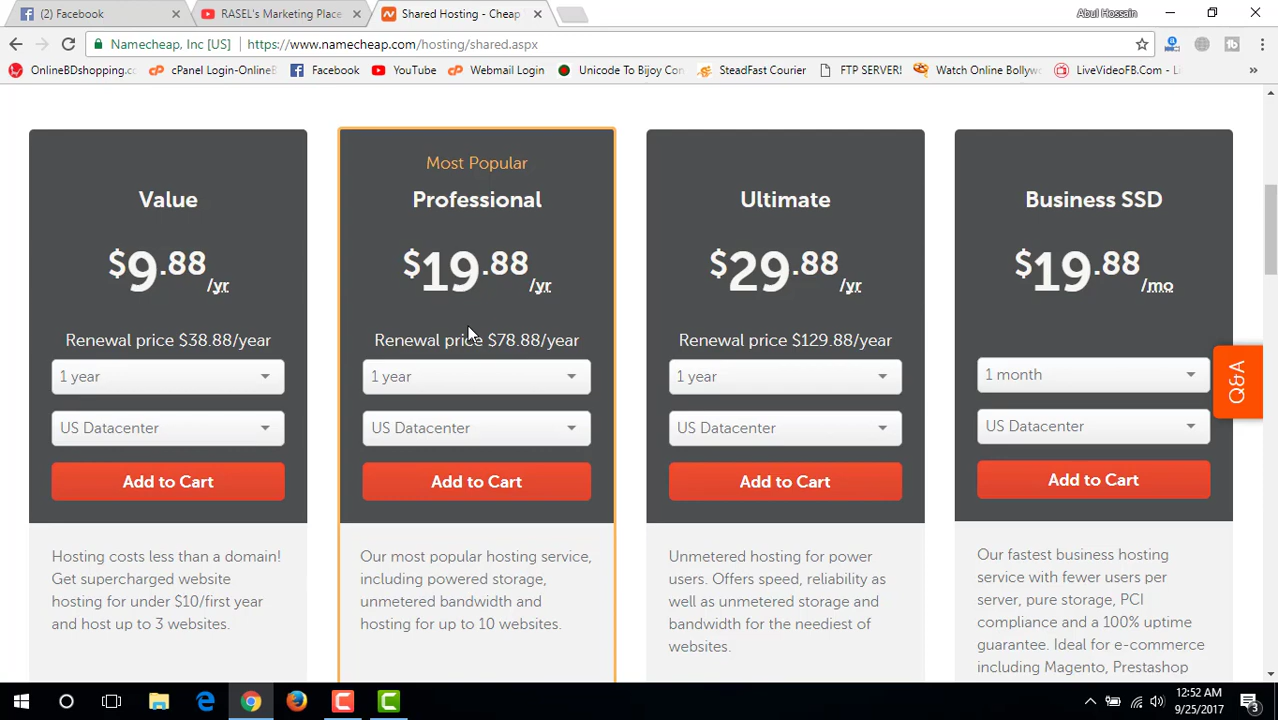 (2) Facebook
RASEL's Marketing Place
Shared Hosting - Cheap
Abul Hossain
Namecheap, Inc [US]
https://www.namecheap.com/hosting/shared.aspx
OnlineBDshopping.c
cPanel Login-OnlineB
Facebook
YouTube
Webmail Login
Unicode To Bijoy Con
SteadFast Courier
FTP SERVER!
Watch Online Bollyw
LiveVideoFB.Com - Li
Value
$9.88/yr
Renewal price $38.88/year
1 year
US Datacenter
Add to Cart
Hosting costs less than a domain!
Get supercharged website
hosting for under $10/first year
and host up to 3 websites.
Most Popular
Professional
$19.88/yr
Renewal price $78.88/year
1 year
US Datacenter
Add to Cart
Our most popular hosting service,
including powered storage,
unmetered bandwidth and
hosting for up to 10 websites.
Ultimate
$29.88/yr
Renewal price $129.88/year
1 year
US Datacenter
Add to Cart
Unmetered hosting for power
users. Offers speed, reliability as
well as unmetered storage and
bandwidth for the neediest of
websites.
Business SSD
$19.88/mo
1 month
US Datacenter
Add to Cart
Our fastest business hosting
service with fewer users per
server, pure storage, PCI
compliance and a 100% uptime
guarantee. Ideal for e-commerce
including Magento, Prestashop
Q&A
12:52 AM
9/25/2017
3